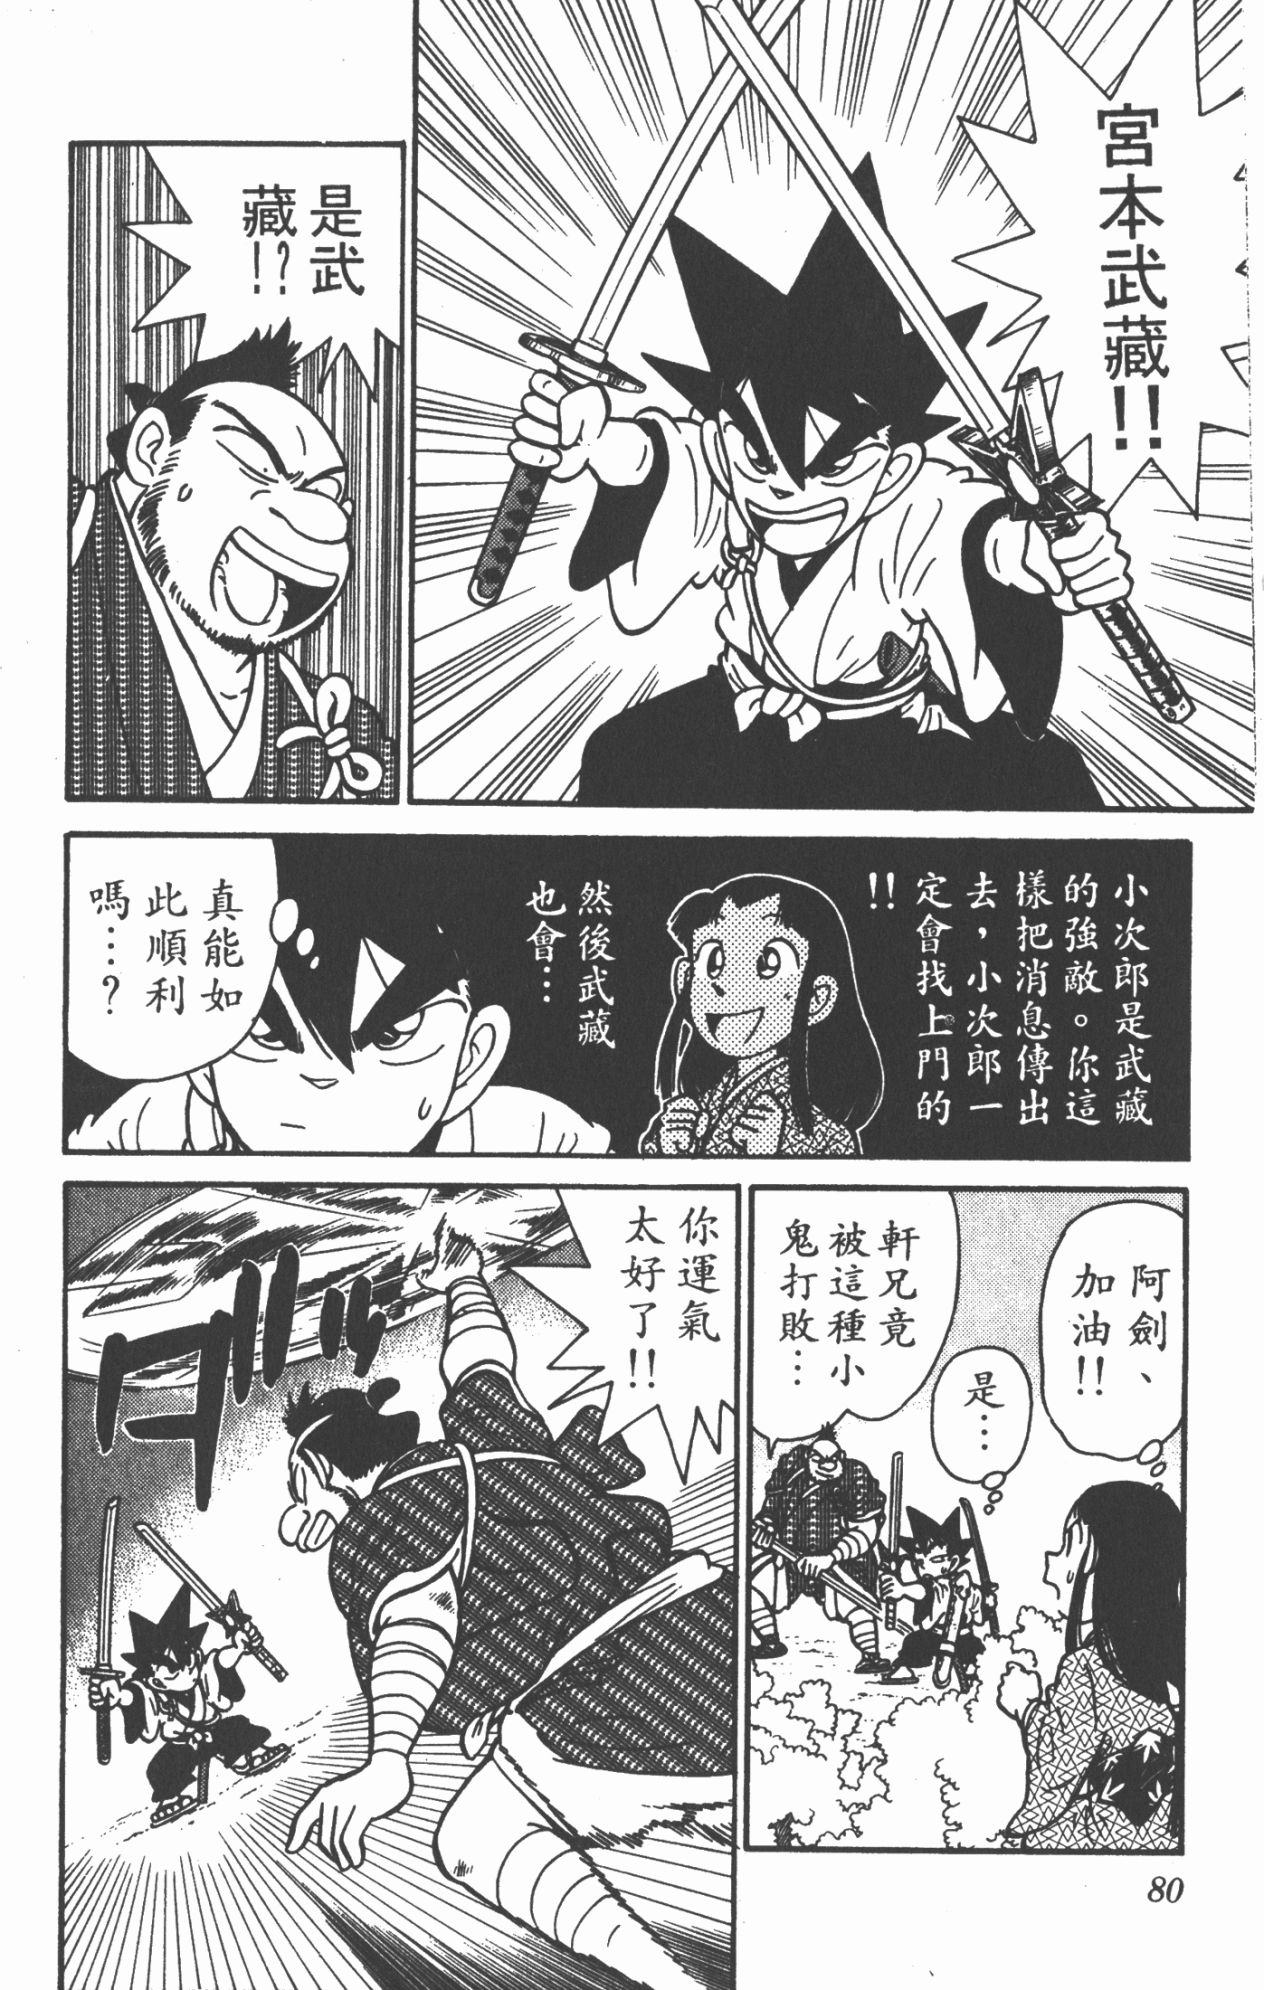 宮本武藏!!
是武
藏!?
小次郎是武藏
的強敵。你這
樣把消息傳出
去，小次郎一
定會找上門的
!!
然後武藏
也會…
真能如
此順利
嗎…?
阿劍、
加油!!
是…
軒兄竟
被這種小
鬼打敗…
你運氣
太好了!!
ダッ
80